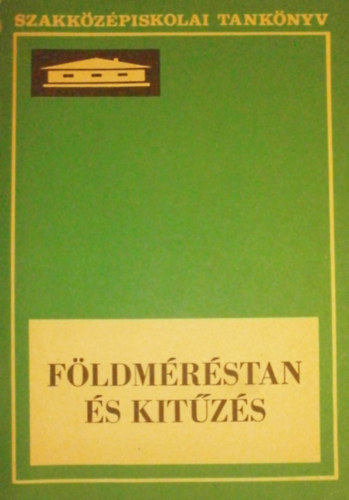 SZAKKÖZÉPISKOLAI TANKÖNYV
FÖLDMÉRÉSTAN
ÉS KITŰZÉS